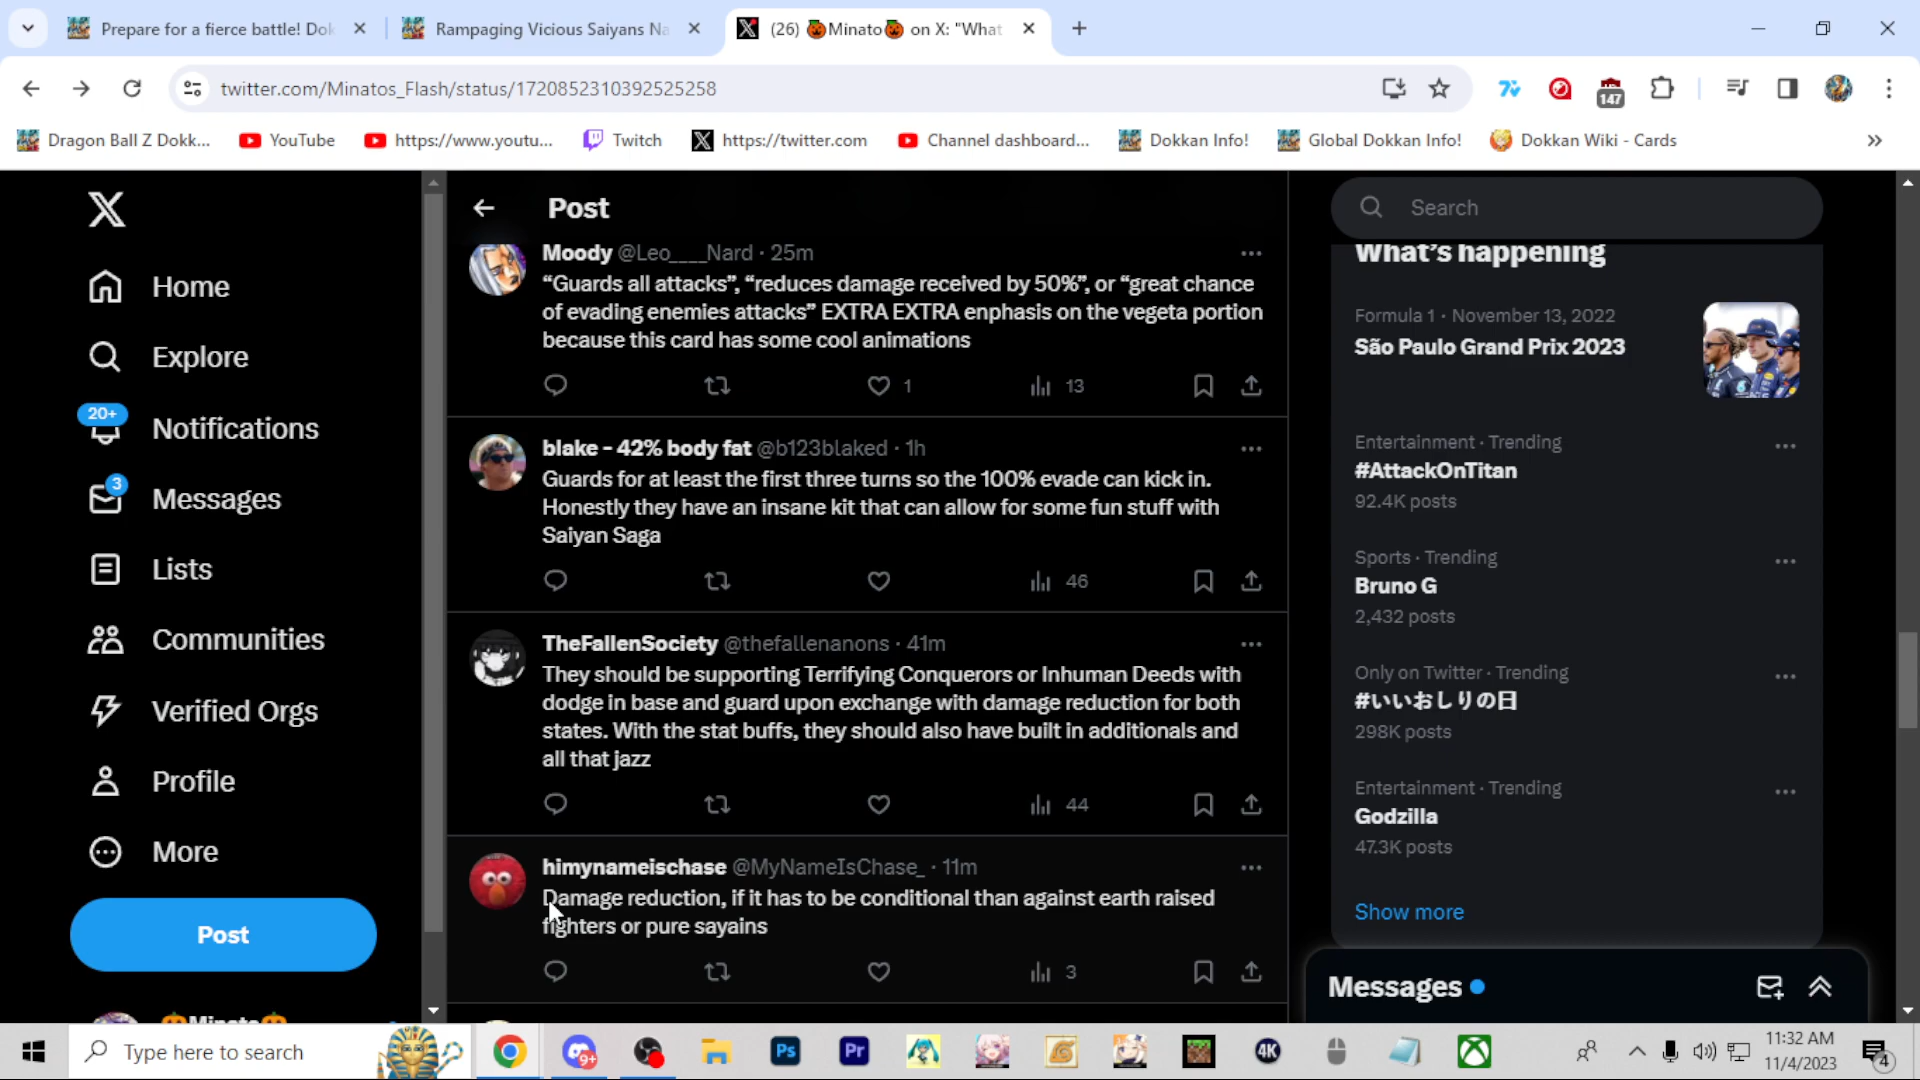 Prepare for a fierce battle! Dok
Rampaging Vicious Saiyans Na
(26) 🎃Minato🎃 on X: "What
twitter.com/Minatos_Flash/status/1720852310392525258
147
Dragon Ball Z Dokk...
YouTube
https://www.youtu...
Twitch
https://twitter.com
Channel dashboard...
Dokkan Info!
Global Dokkan Info!
Dokkan Wiki - Cards
Home
Explore
20+
Notifications
3
Messages
Lists
Communities
Verified Orgs
Profile
More
Post
🎃Minato🎃
Post
Moody @Leo____Nard · 25m
“Guards all attacks”, “reduces damage received by 50%”, or “great chance
of evading enemies attacks” EXTRA EXTRA enphasis on the vegeta portion
because this card has some cool animations
1
13
blake - 42% body fat @b123blaked · 1h
Guards for at least the first three turns so the 100% evade can kick in.
Honestly they have an insane kit that can allow for some fun stuff with
Saiyan Saga
46
TheFallenSociety @thefallenanons · 41m
They should be supporting Terrifying Conquerors or Inhuman Deeds with
dodge in base and guard upon exchange with damage reduction for both
states. With the stat buffs, they should also have built in additionals and
all that jazz
44
himynameischase @MyNameIsChase_ · 11m
Damage reduction, if it has to be conditional than against earth raised
fighters or pure sayains
3
Search
What’s happening
Formula 1 · November 13, 2022
São Paulo Grand Prix 2023
Entertainment · Trending
#AttackOnTitan
92.4K posts
Sports · Trending
Bruno G
2,432 posts
Only on Twitter · Trending
#いいおしりの日
298K posts
Entertainment · Trending
Godzilla
47.3K posts
Show more
Messages
Type here to search
9+
Ps
Pr
4K
11:32 AM
11/4/2023
4